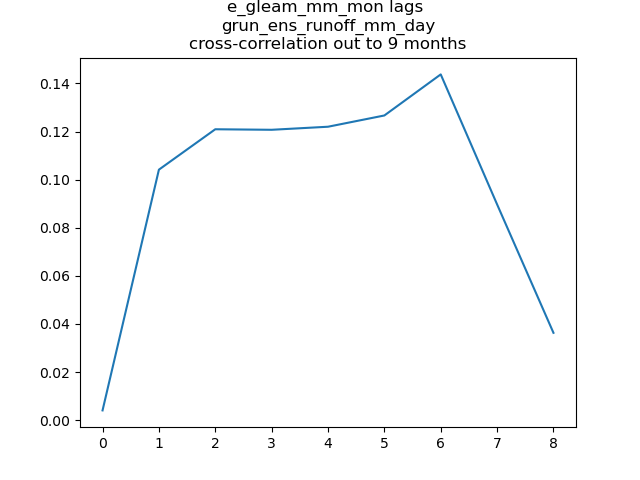 e_gleam_mm_mon lags
grun_ens_runoff_mm_day
cross-correlation out to 9 months
0.14
0.12
0.10
0.08
0.06
0.04
0.02
0.00
0 1 2 3 4 5 6 7 8